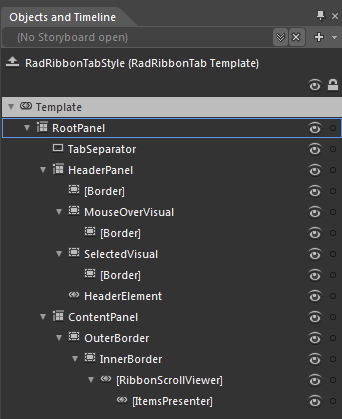 Objects and Timeline
(No Storyboard open)
RadRibbonTabStyle (RadRibbonTab Template)
Template
RootPanel
TabSeparator
HeaderPanel
[Border]
MouseOverVisual
[Border]
SelectedVisual
[Border]
HeaderElement
ContentPanel
OuterBorder
InnerBorder
[RibbonScrollViewer]
[ItemsPresenter]